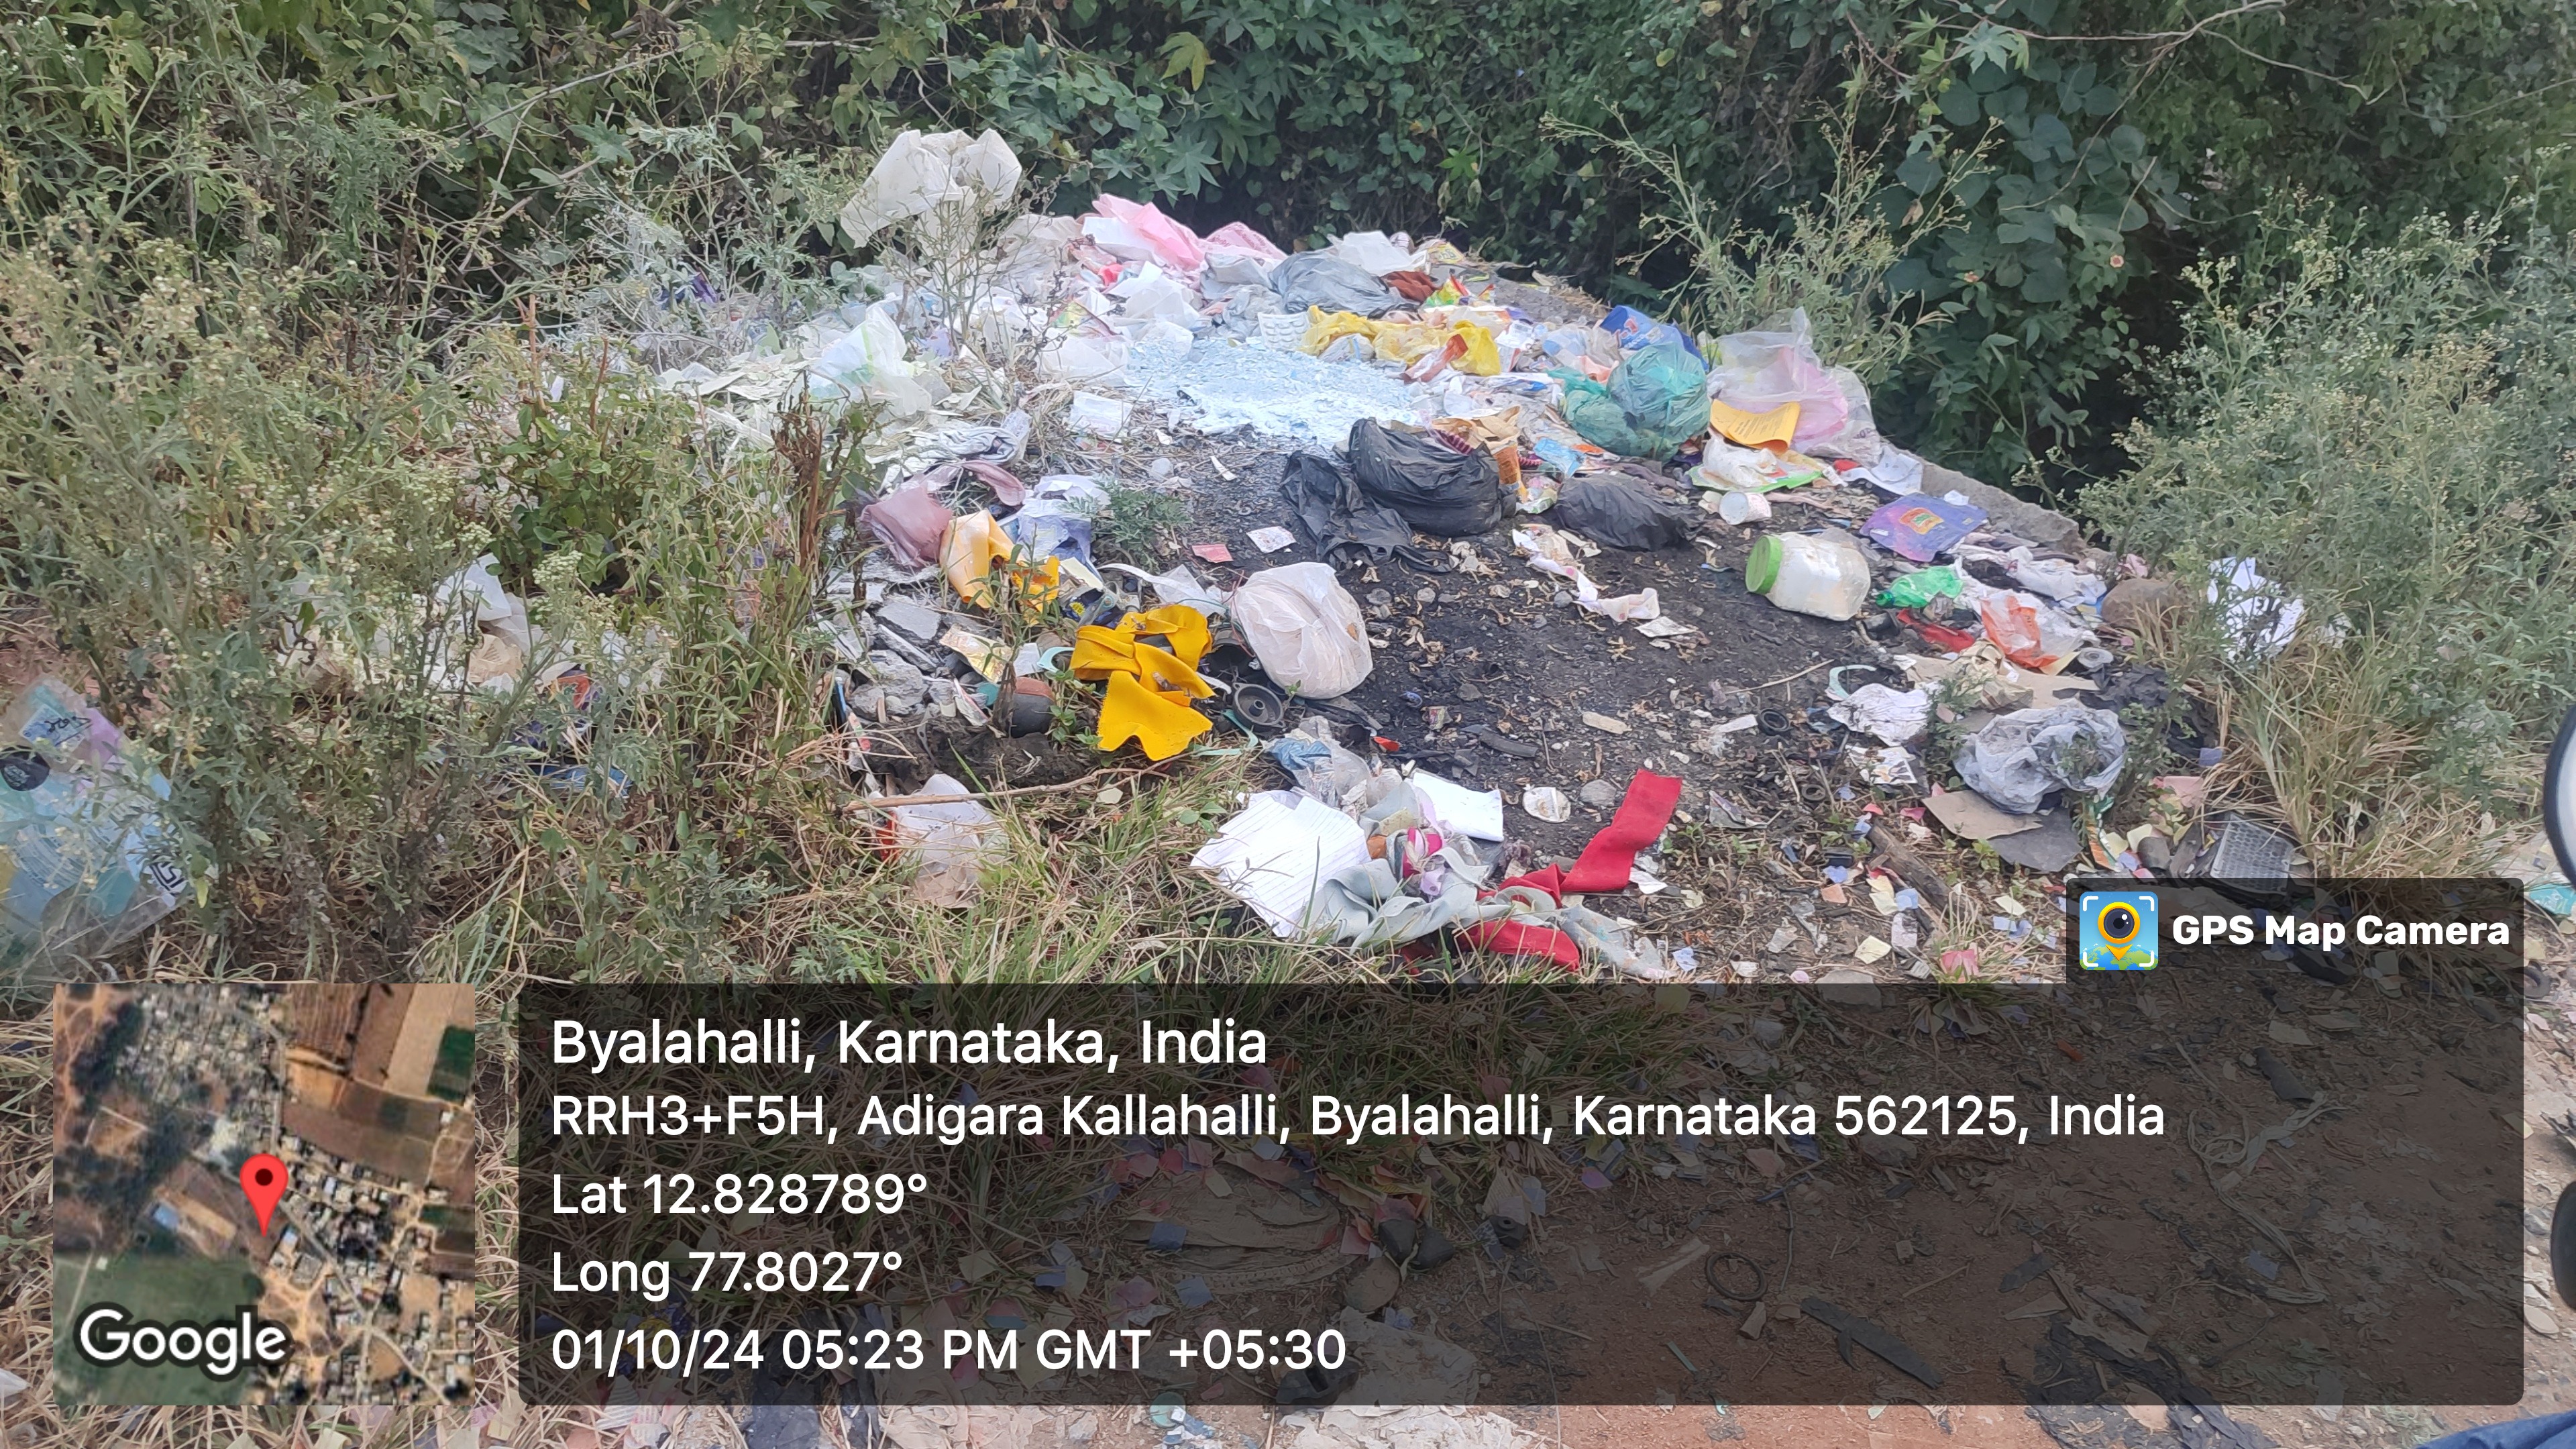 GPS Map Camera
Byalahalli, Karnataka, India
RRH3+F5H, Adigara Kallahalli, Byalahalli, Karnataka 562125, India
Lat 12.828789°
Long 77.8027°
01/10/24 05:23 PM GMT +05:30
Google